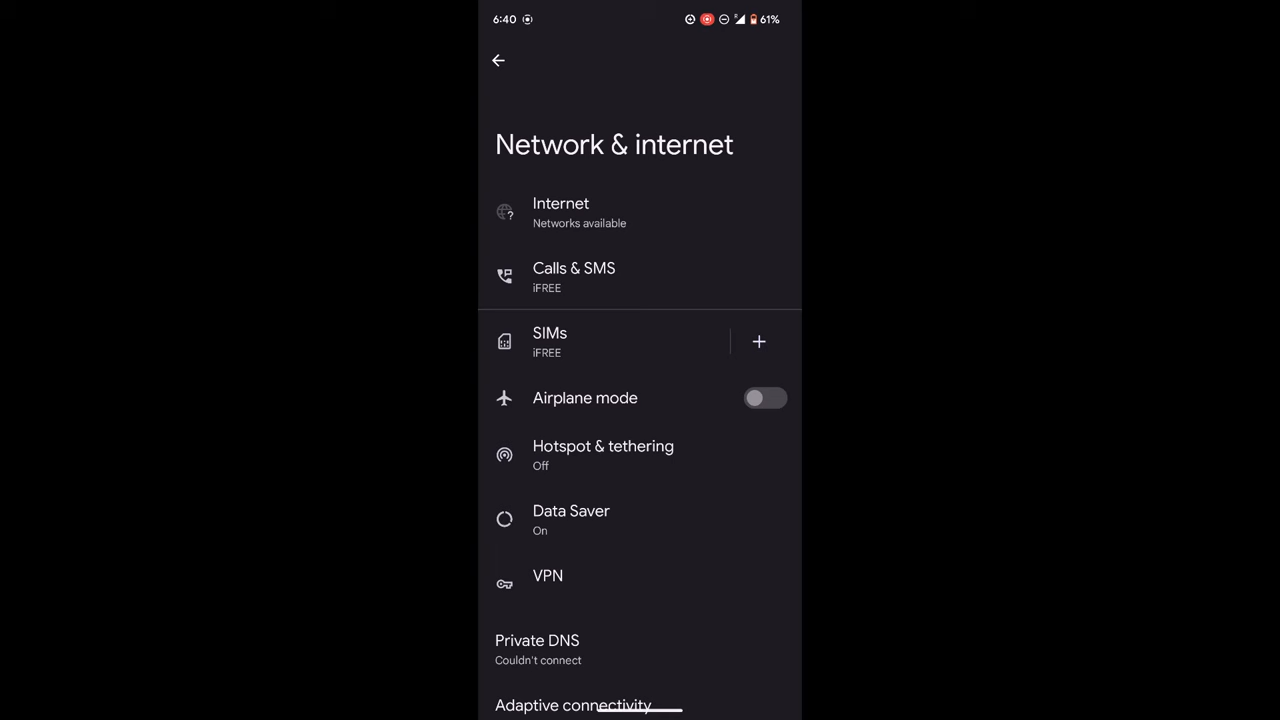 6:40
61%
Network & internet
Internet
Networks available
Calls & SMS
iFREE
SIMs
iFREE
Airplane mode
Hotspot & tethering
Off
Data Saver
On
VPN
Private DNS
Couldn't connect
Adaptive connectivity